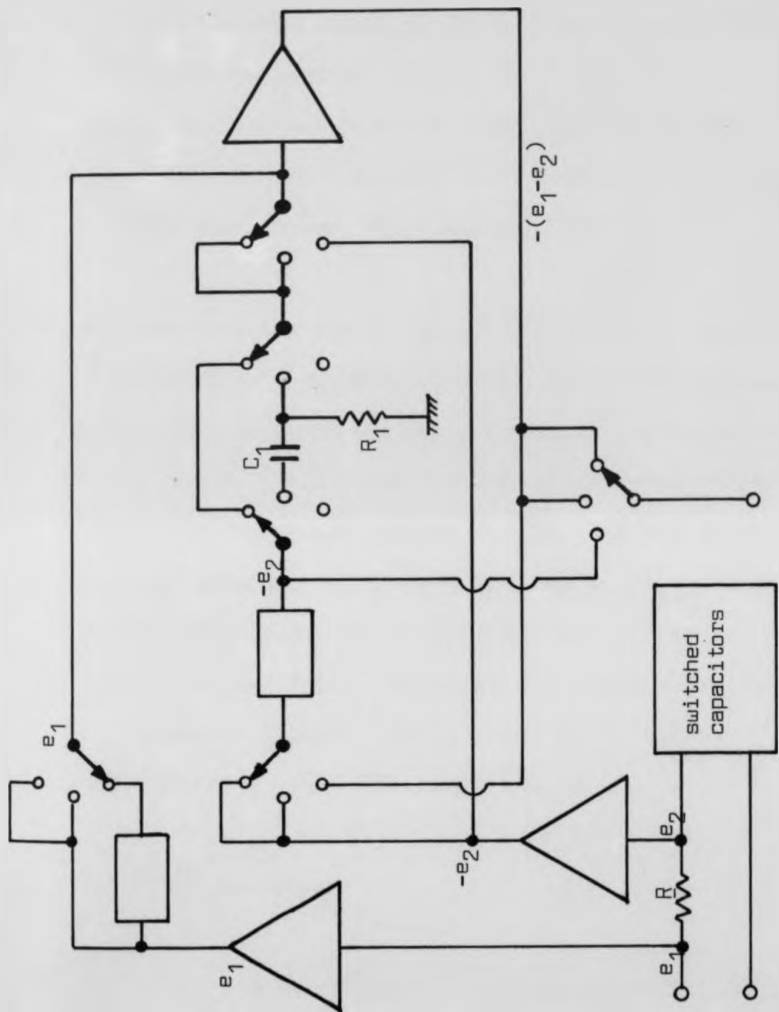 e₁
-e₂
C₁
R₁
-(e₁-e₂)
e₁
-e₂
e₁
R
e₂
switched
capacitors